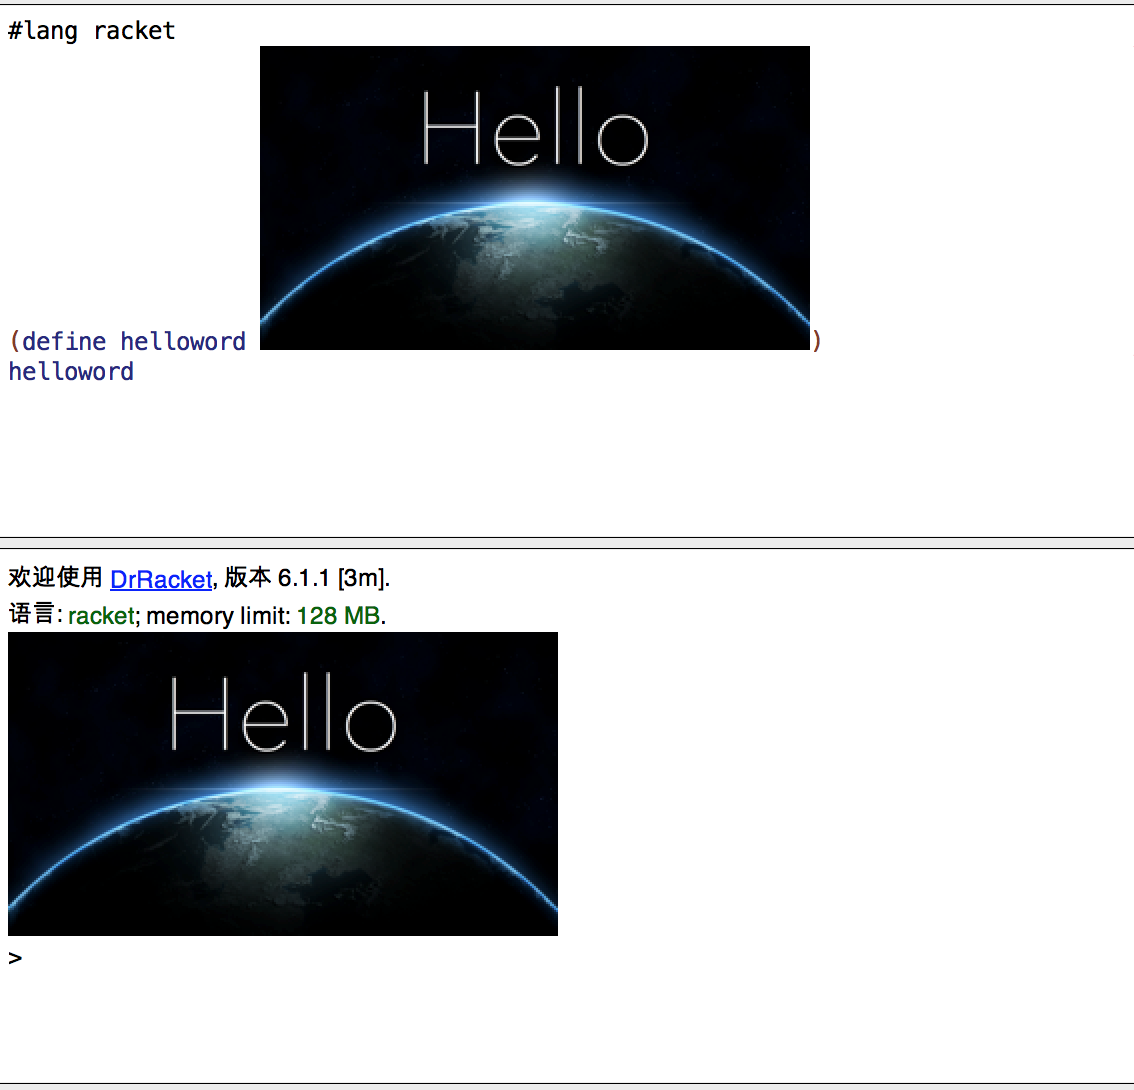 #lang racket
Hello
(define helloword )
helloword
欢迎使用 DrRacket, 版本 6.1.1 [3m].
语言: racket; memory limit: 128 MB.
Hello
>